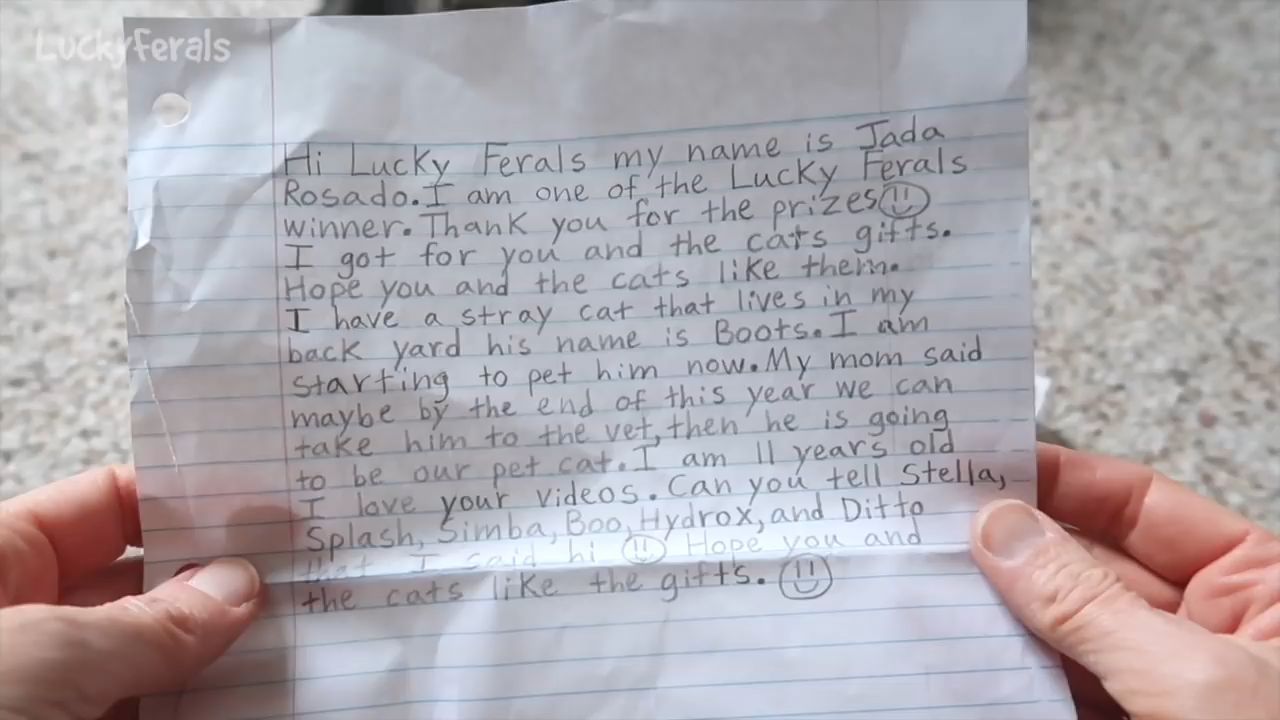 LuckyFerals
Hi Lucky Ferals my name is Jada
Rosado. I am one of the Lucky Ferals
winner. Thank you for the prizes
I got for you and the cats gifts.
Hope you and the cats like them.
I have a stray cat that lives in my
back yard his name is Boots. I am
starting to pet him now. My mom said
maybe by the end of this year we can
take him to the vet, then he is going
to be our pet cat. I am 11 years old
I love your videos. Can you tell Stella,
Splash, Simba, Boo, Hydrox, and Ditto
that I said hi Hope you and
the cats like the gifts.